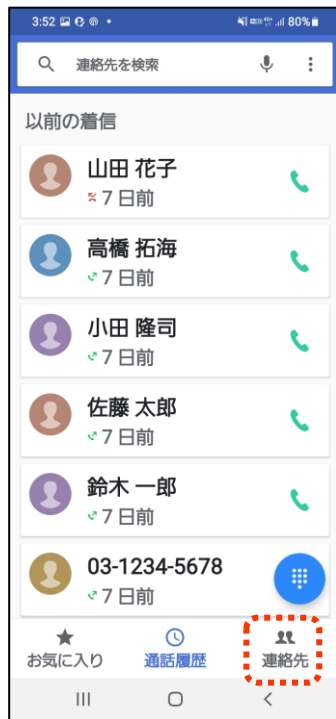 3:52 80%
連絡先を検索
以前の着信
山田 花子
7 日前
高橋 拓海
7 日前
小田 隆司
7 日前
佐藤 太郎
7 日前
鈴木 一郎
7 日前
03-1234-5678
7 日前
お気に入り 通話履歴 連絡先